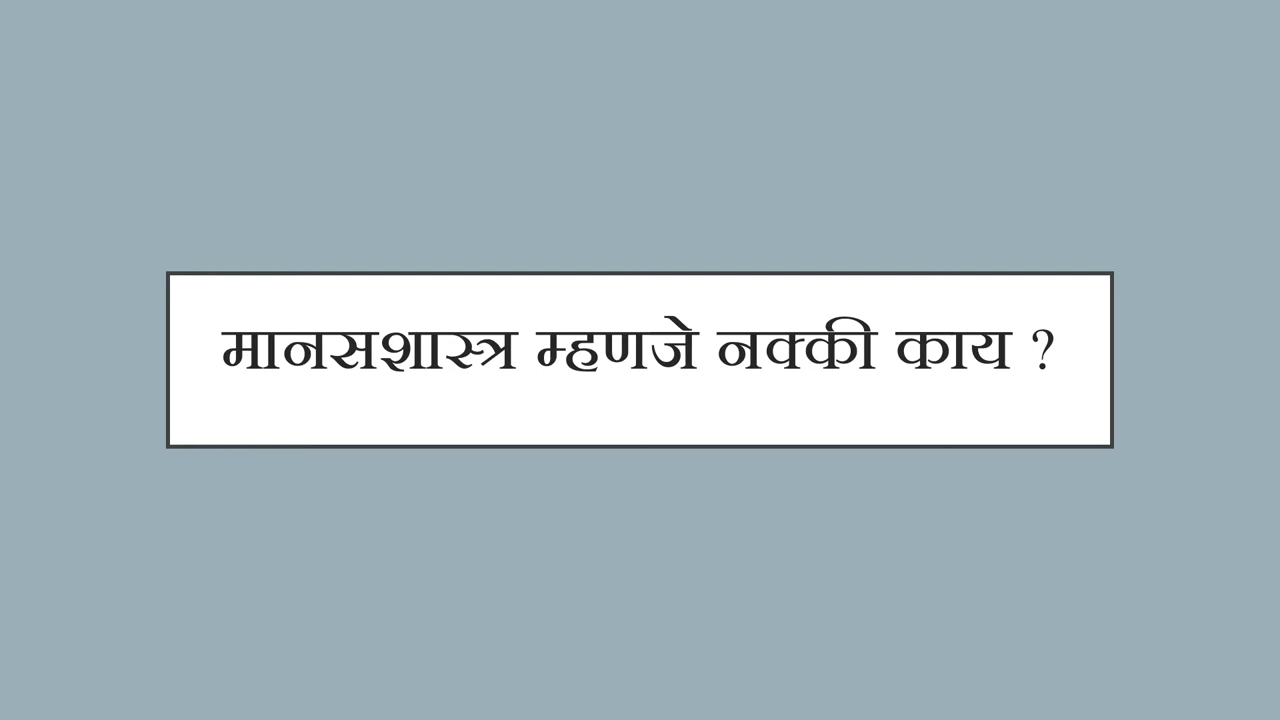 मानसशास्त्र म्हणजे नक्की काय ?